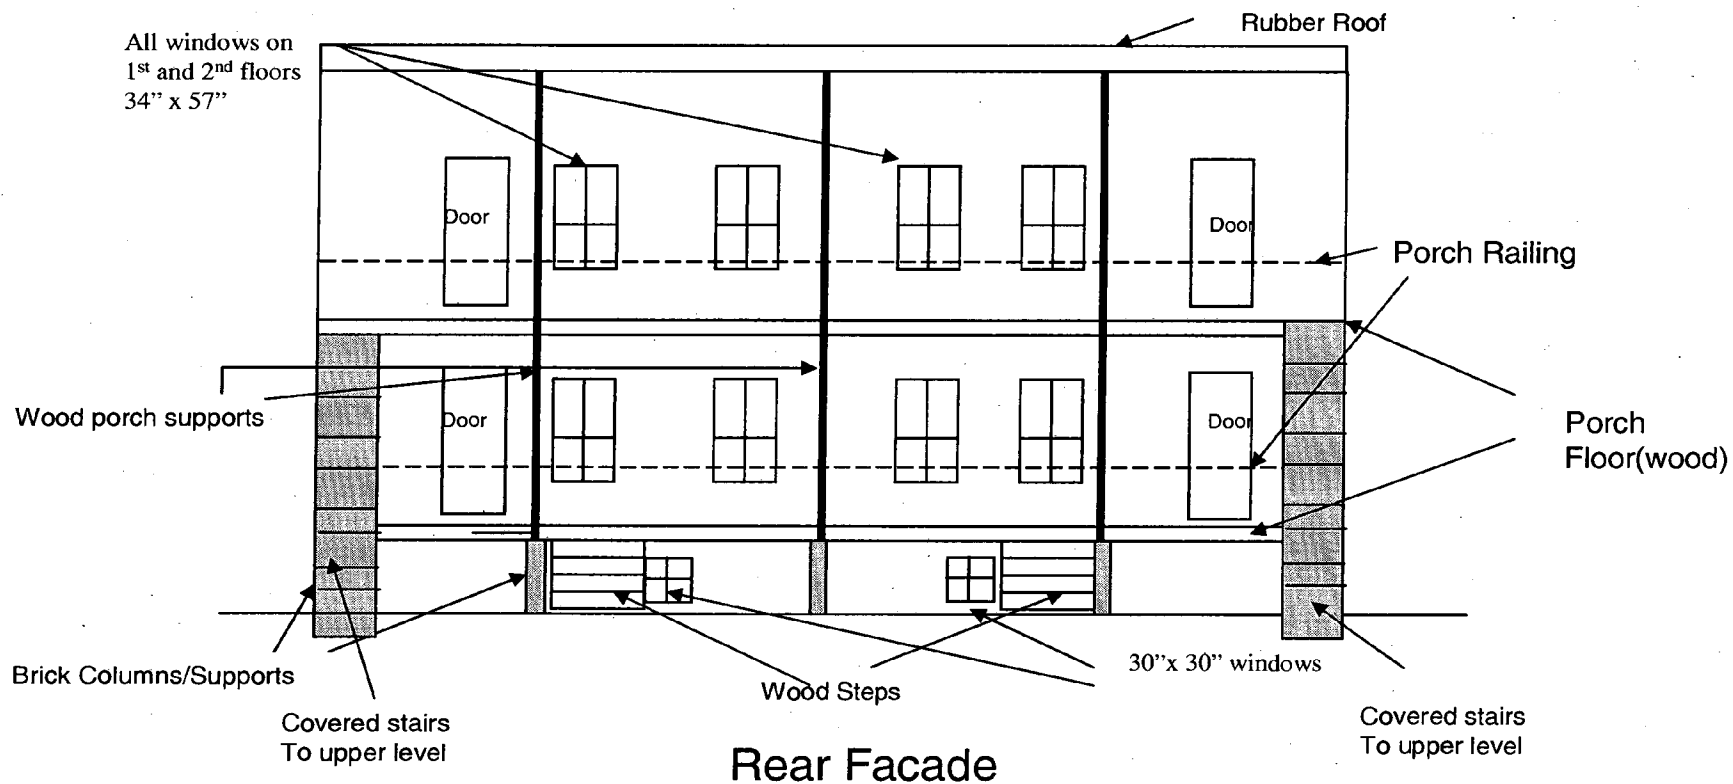 Rubber Roof
All windows on
1st and 2nd floors
34” x 57”
Door
Door
Porch Railing
Wood porch supports
Door
Door
Porch
Floor(wood)
30”x 30” windows
Brick Columns/Supports
Wood Steps
Covered stairs
To upper level
Covered stairs
To upper level
Rear Facade